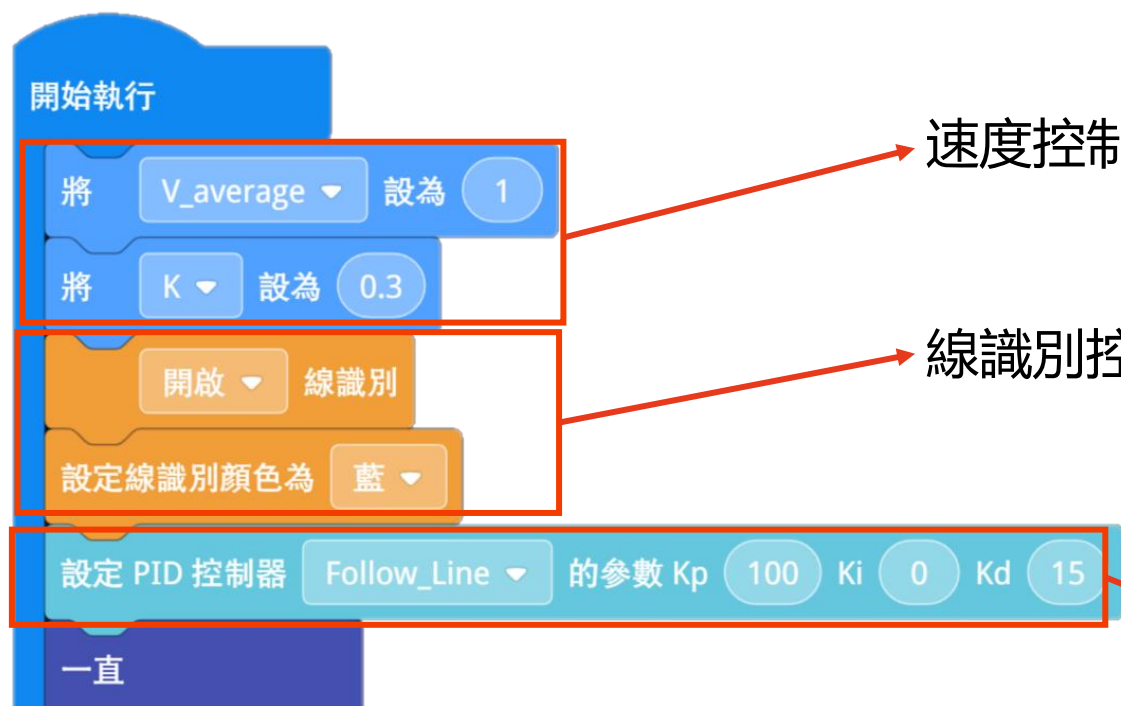 開始執行
將 V_average 設為 1
速度控制
將 K 設為 0.3
開啟 線識別
線識別控
設定線識別顏色為 藍
設定 PID 控制器 Follow_Line 的參數 Kp 100 Ki 0 Kd 15
一直